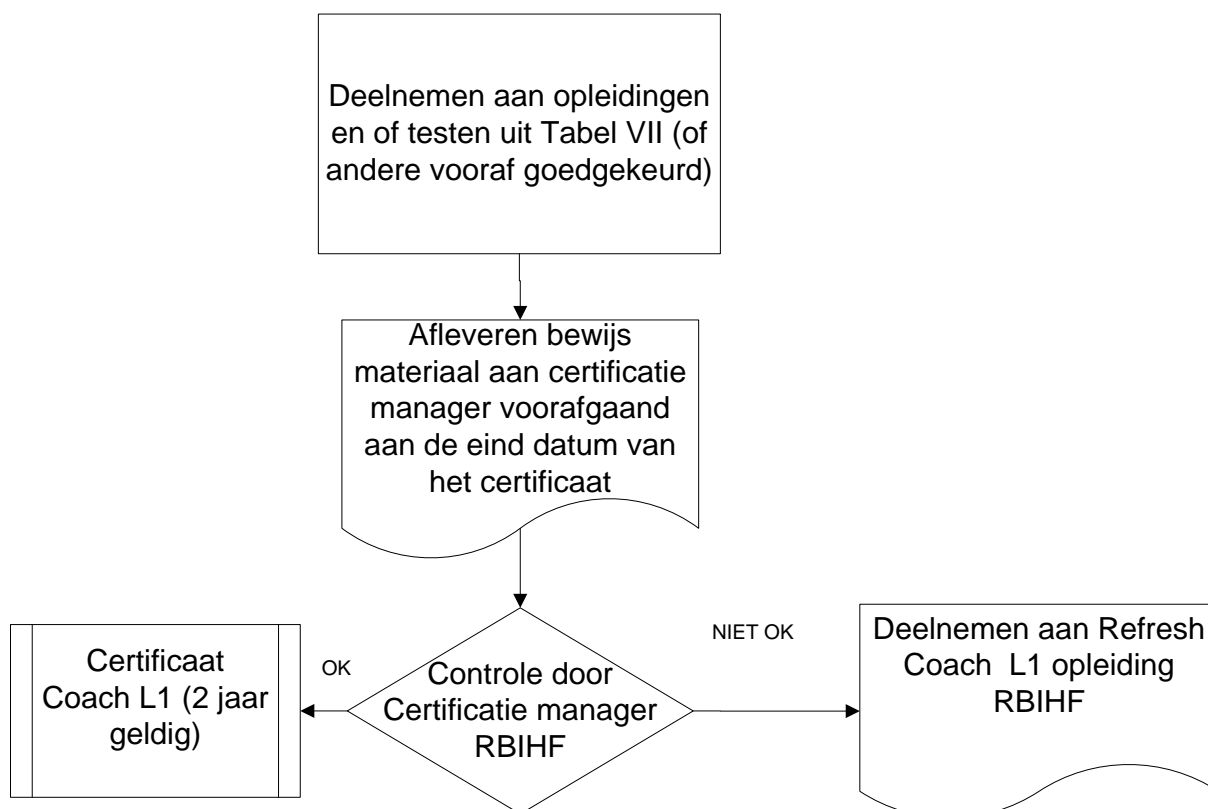 Deelnemen aan opleidingen
en of testen uit Tabel VII (of
andere vooraf goedgekeurd)
Afleveren bewijs
materiaal aan certificatie
manager voorafgaand
aan de eind datum van
het certificaat
Certificaat
Coach L1 (2 jaar
geldig)
OK
Controle door
Certificatie manager
RBIHF
NIET OK
Deelnemen aan Refresh
Coach L1 opleiding
RBIHF